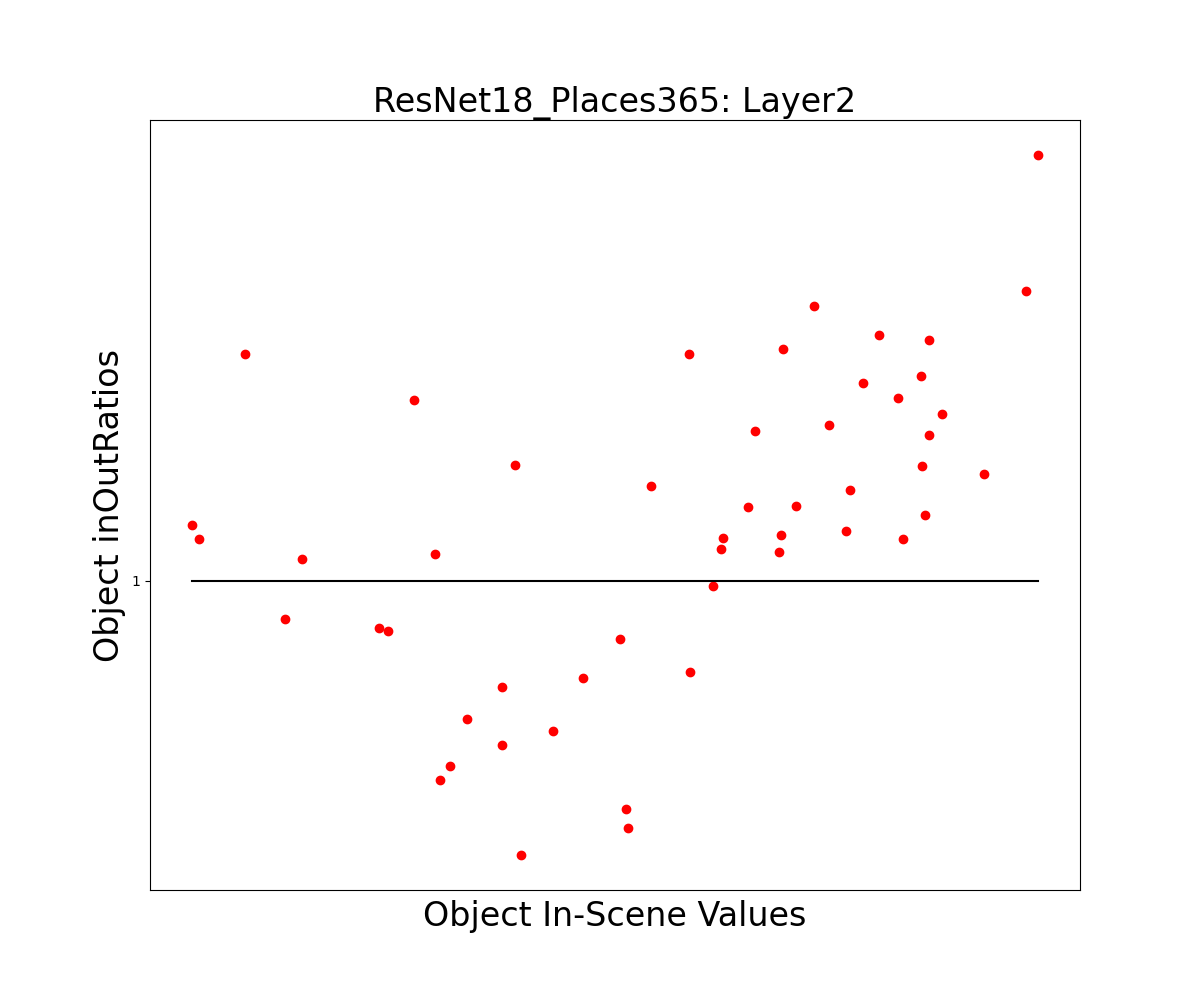 ResNet18_Places365: Layer2
Object inOutRatios
1
Object In-Scene Values